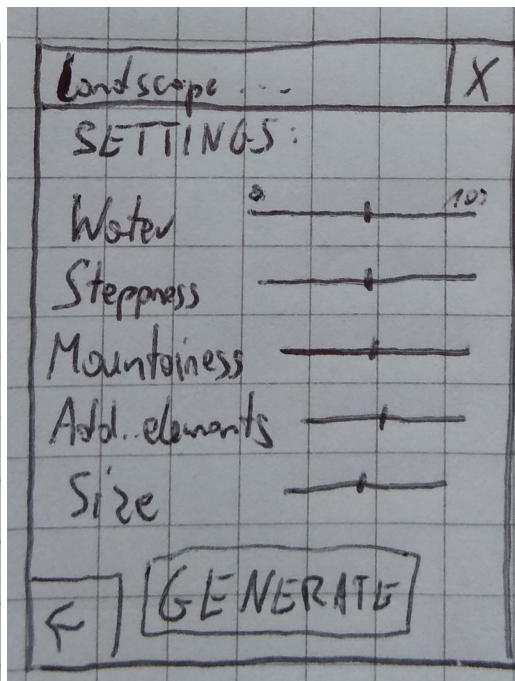 Landscape ... X
SETTINGS:
Water 0 100
Steppness
Mountainess
Add. elements
Size
← GENERATE